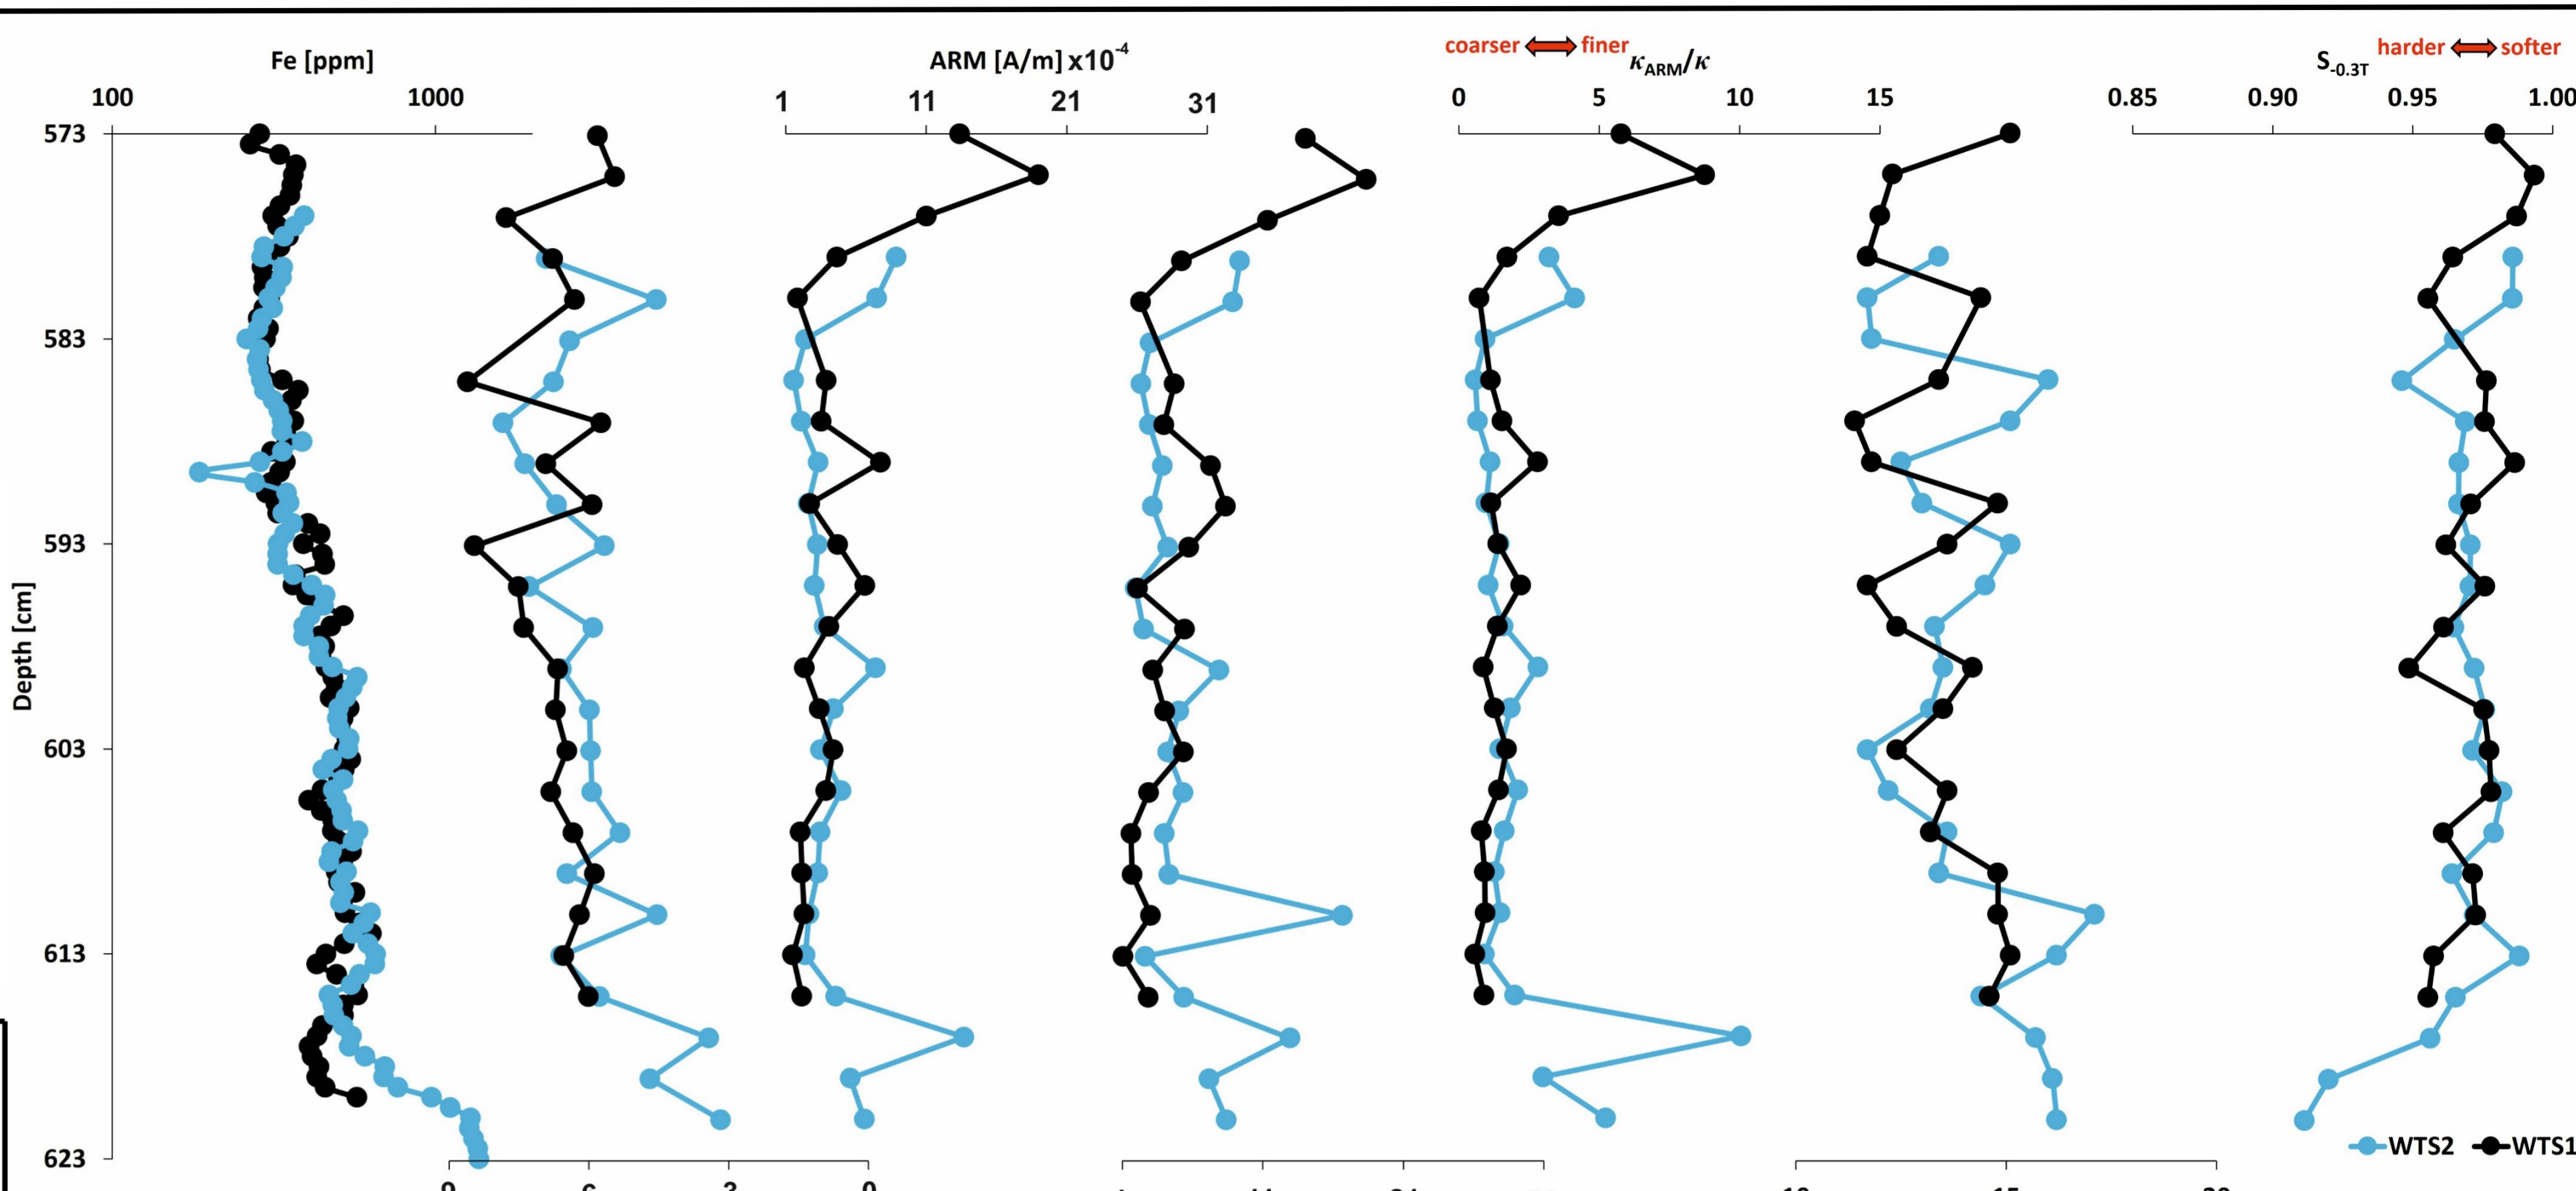 coarser finer harder softer
Fe [ppm] ARM [A/m] x10-4 κARM/κ S-0.3T
100 1000 1 11 21 31 0 5 10 15 0.85 0.90 0.95 1.00
573
583
593
Depth [cm]
603
613
WTS2 WTS1
623